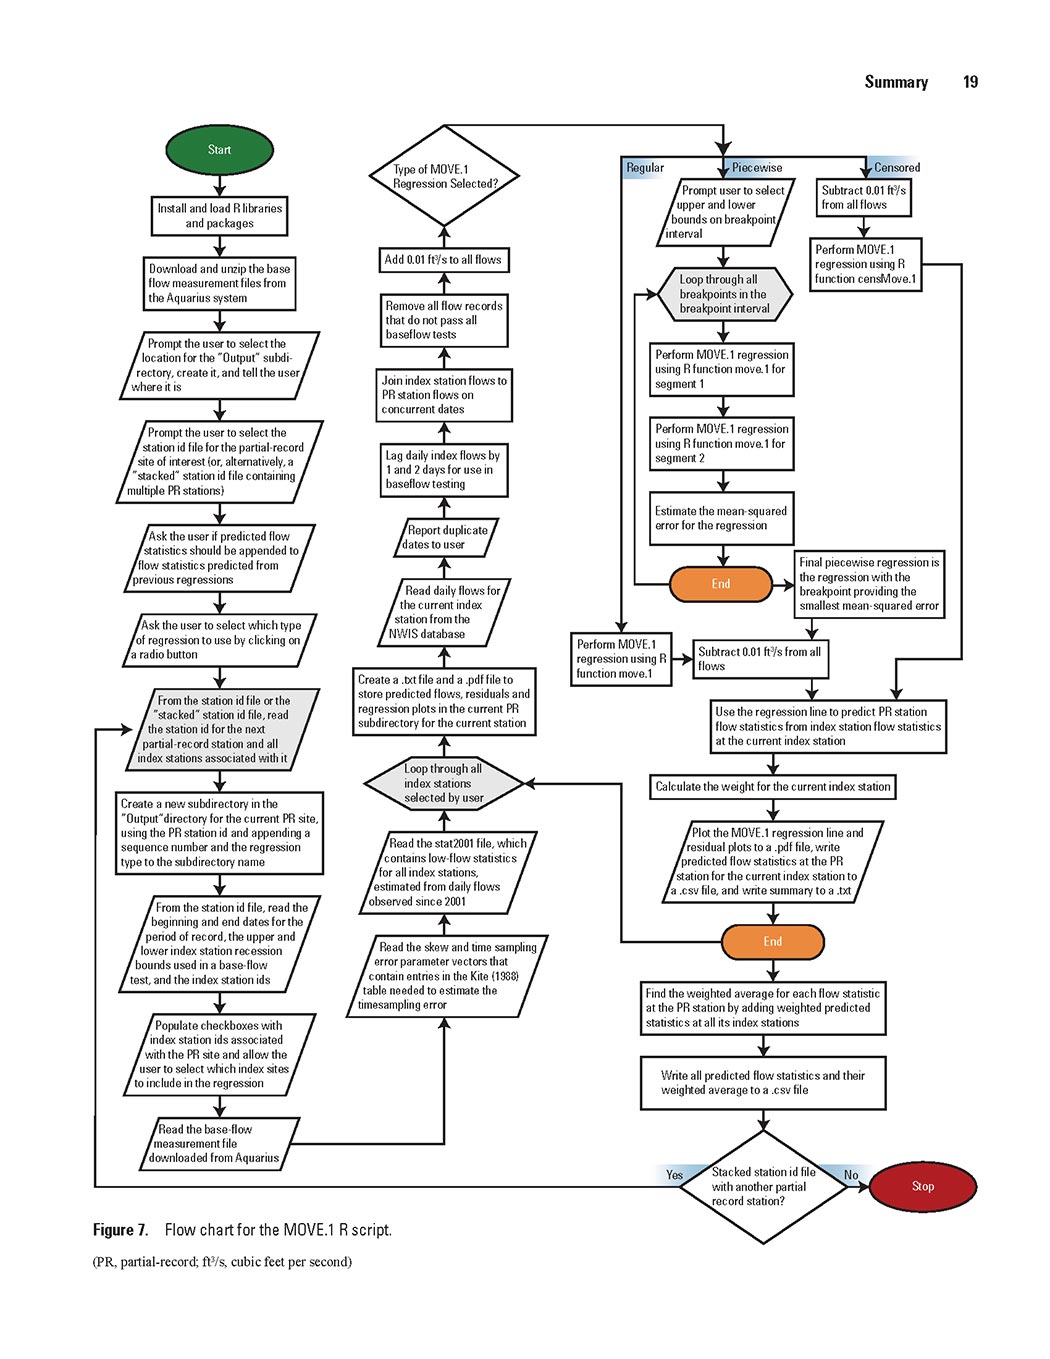 Summary 19
Start
Install and load R libraries
and packages
Download and unzip the base
flow measurement files from
the Aquarius system
Prompt the user to select the
location for the "Output" subdi-
rectory, create it, and tell the user
where it is
Prompt the user to select the
station id file for the partial-record
site of interest (or, alternatively, a
"stacked" station id file containing
multiple PR stations)
Ask the user if predicted flow
statistics should be appended to
flow statistics predicted from
previous regressions
Ask the user to select which type
of regression to use by clicking on
a radio button
From the station id file or the
"stacked" station id file, read
the station id for the next
partial-record station and all
index stations associated with it
Create a new subdirectory in the
"Output"directory for the current PR site,
using the PR station id and appending a
sequence number and the regression
type to the subdirectory name
From the station id file, read the
beginning and end dates for the
period of record, the upper and
lower index station recession
bounds used in a base-flow
test, and the index station ids
Populate checkboxes with
index station ids associated
with the PR site and allow the
user to select which index sites
to include in the regression
Read the base-flow
measurement file
downloaded from Aquarius
Type of MOVE.1
Regression Selected?
Add 0.01 ft³/s to all flows
Remove all flow records
that do not pass all
baseflow tests
Join index station flows to
PR station flows on
concurrent dates
Lag daily index flows by
1 and 2 days for use in
baseflow testing
Report duplicate
dates to user
Read daily flows for
the current index
station from the
NWIS database
Create a .txt file and a .pdf file to
store predicted flows, residuals and
regression plots in the current PR
subdirectory for the current station
Loop through all
index stations
selected by user
Read the stat2001 file, which
contains low-flow statistics
for all index stations,
estimated from daily flows
observed since 2001
Read the skew and time sampling
error parameter vectors that
contain entries in the Kite (1988)
table needed to estimate the
timesampling error
Regular
Piecewise
Censored
Prompt user to select
upper and lower
bounds on breakpoint
interval
Subtract 0.01 ft³/s
from all flows
Perform MOVE.1
regression using R
function censMove.1
Loop through all
breakpoints in the
breakpoint interval
Perform MOVE.1 regression
using R function move.1 for
segment 1
Perform MOVE.1 regression
using R function move.1 for
segment 2
Estimate the mean-squared
error for the regression
End
Final piecewise regression is
the regression with the
breakpoint providing the
smallest mean-squared error
Perform MOVE.1
regression using R
function move.1
Subtract 0.01 ft³/s from all
flows
Use the regression line to predict PR station
flow statistics from index station flow statistics
at the current index station
Calculate the weight for the current index station
Plot the MOVE.1 regression line and
residual plots to a .pdf file, write
predicted flow statistics at the PR
station for the current index station to
a .csv file, and write summary to a .txt
End
Find the weighted average for each flow statistic
at the PR station by adding weighted predicted
statistics at all its index stations
Write all predicted flow statistics and their
weighted average to a .csv file
Yes
Stacked station id file
with another partial
record station?
No
Stop
Figure 7. Flow chart for the MOVE.1 R script.
(PR, partial-record; ft³/s, cubic feet per second)